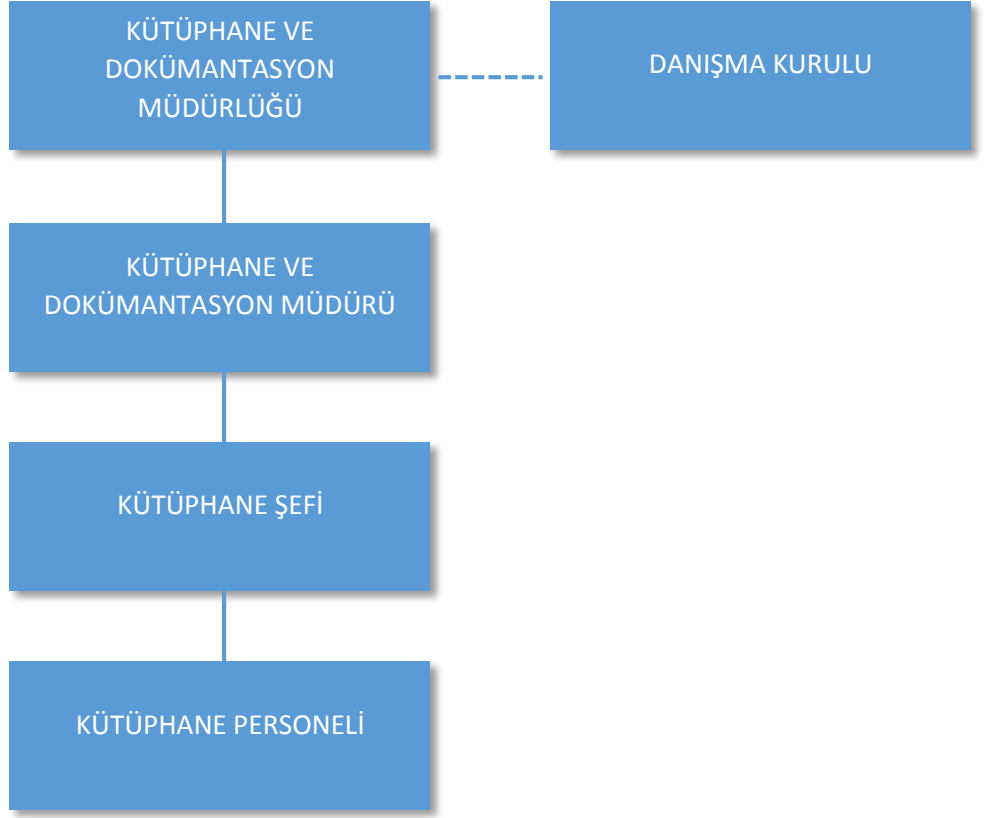 KÜTÜPHANE VE
DOKÜMANTASYON
MÜDÜRLÜĞÜ
DANIŞMA KURULU
KÜTÜPHANE VE
DOKÜMANTASYON MÜDÜRÜ
KÜTÜPHANE ŞEFİ
KÜTÜPHANE PERSONELİ